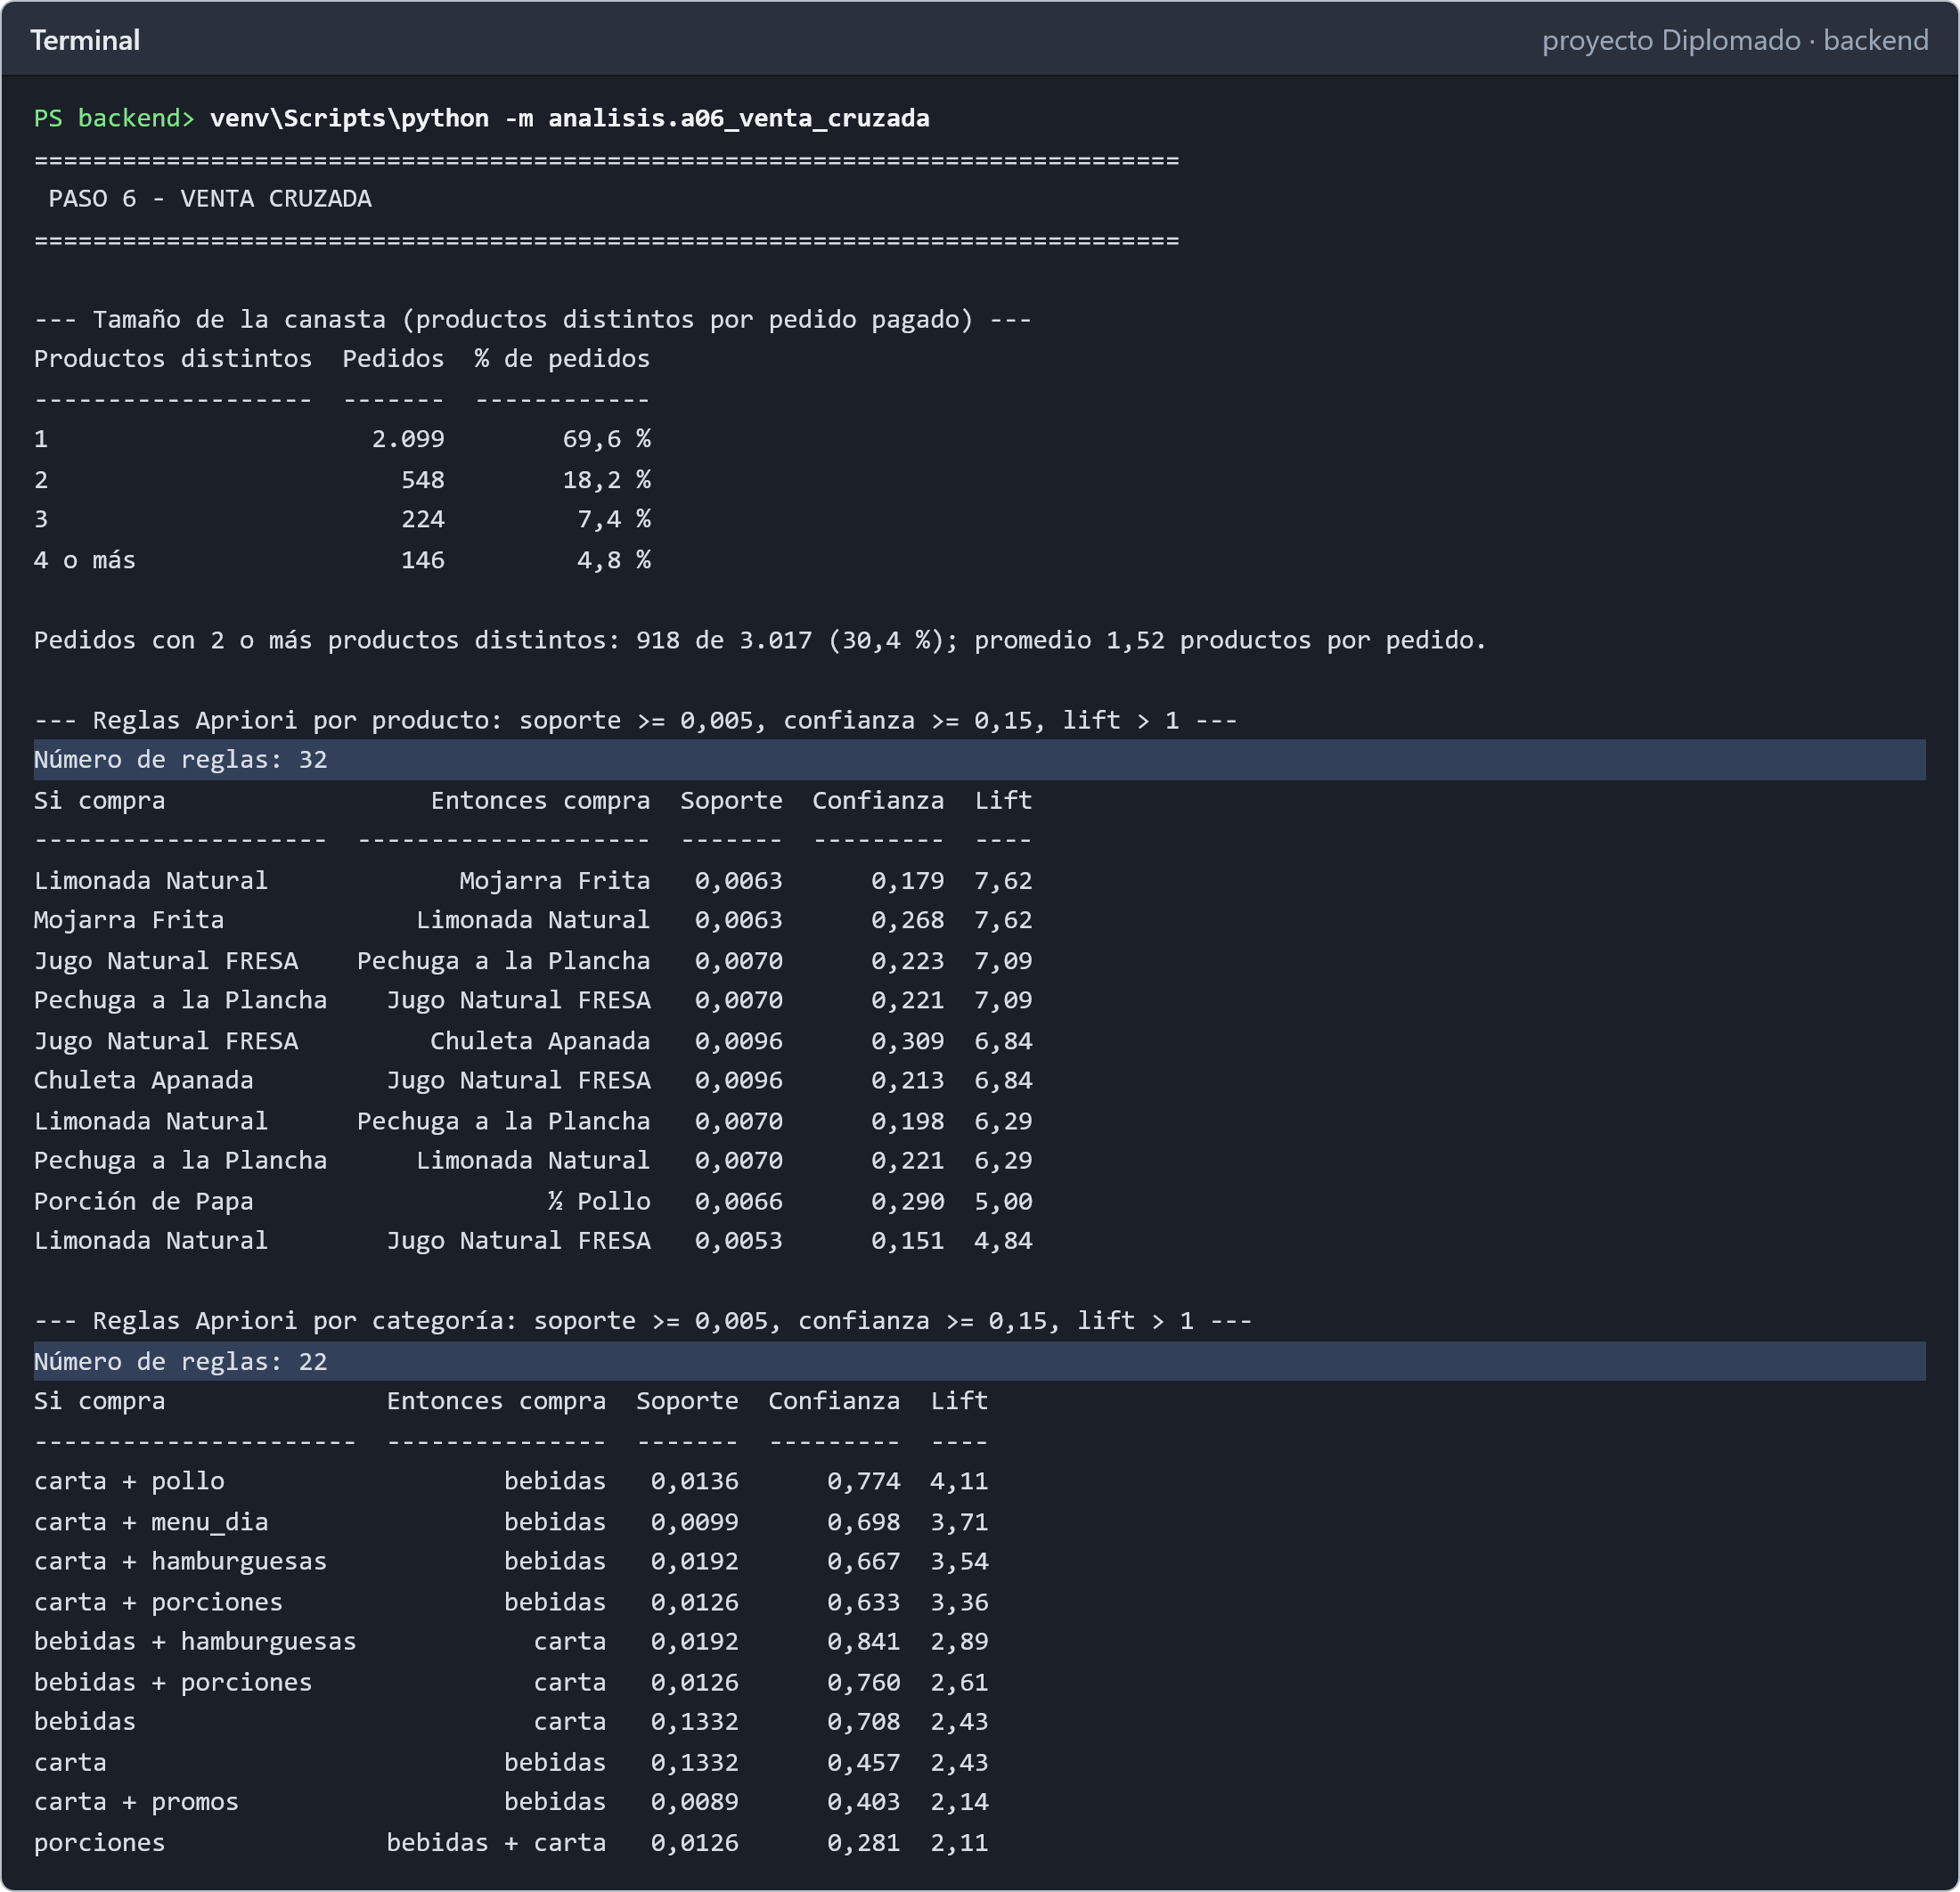 Terminal
proyecto Diplomado · backend
PS backend> venv\Scripts\python -m analisis.a06_venta_cruzada
==============================================================================
PASO 6 - VENTA CRUZADA
==============================================================================
--- Tamaño de la canasta (productos distintos por pedido pagado) ---
Productos distintos  Pedidos  % de pedidos
-------------------  -------  ------------
1                      2.099        69,6 %
2                        548        18,2 %
3                        224         7,4 %
4 o más                  146         4,8 %
Pedidos con 2 o más productos distintos: 918 de 3.017 (30,4 %); promedio 1,52 productos por pedido.
--- Reglas Apriori por producto: soporte >= 0,005, confianza >= 0,15, lift > 1 ---
Número de reglas: 32
Si compra                  Entonces compra  Soporte  Confianza  Lift
--------------------  --------------------  -------  ---------  ----
Limonada Natural             Mojarra Frita   0,0063      0,179  7,62
Mojarra Frita             Limonada Natural   0,0063      0,268  7,62
Jugo Natural FRESA    Pechuga a la Plancha   0,0070      0,223  7,09
Pechuga a la Plancha    Jugo Natural FRESA   0,0070      0,221  7,09
Jugo Natural FRESA         Chuleta Apanada   0,0096      0,309  6,84
Chuleta Apanada         Jugo Natural FRESA   0,0096      0,213  6,84
Limonada Natural      Pechuga a la Plancha   0,0070      0,198  6,29
Pechuga a la Plancha      Limonada Natural   0,0070      0,221  6,29
Porción de Papa                    ½ Pollo   0,0066      0,290  5,00
Limonada Natural        Jugo Natural FRESA   0,0053      0,151  4,84
--- Reglas Apriori por categoría: soporte >= 0,005, confianza >= 0,15, lift > 1 ---
Número de reglas: 22
Si compra               Entonces compra  Soporte  Confianza  Lift
----------------------  ---------------  -------  ---------  ----
carta + pollo                   bebidas   0,0136      0,774  4,11
carta + menu_dia                bebidas   0,0099      0,698  3,71
carta + hamburguesas            bebidas   0,0192      0,667  3,54
carta + porciones               bebidas   0,0126      0,633  3,36
bebidas + hamburguesas            carta   0,0192      0,841  2,89
bebidas + porciones               carta   0,0126      0,760  2,61
bebidas                           carta   0,1332      0,708  2,43
carta                           bebidas   0,1332      0,457  2,43
carta + promos                  bebidas   0,0089      0,403  2,14
porciones               bebidas + carta   0,0126      0,281  2,11